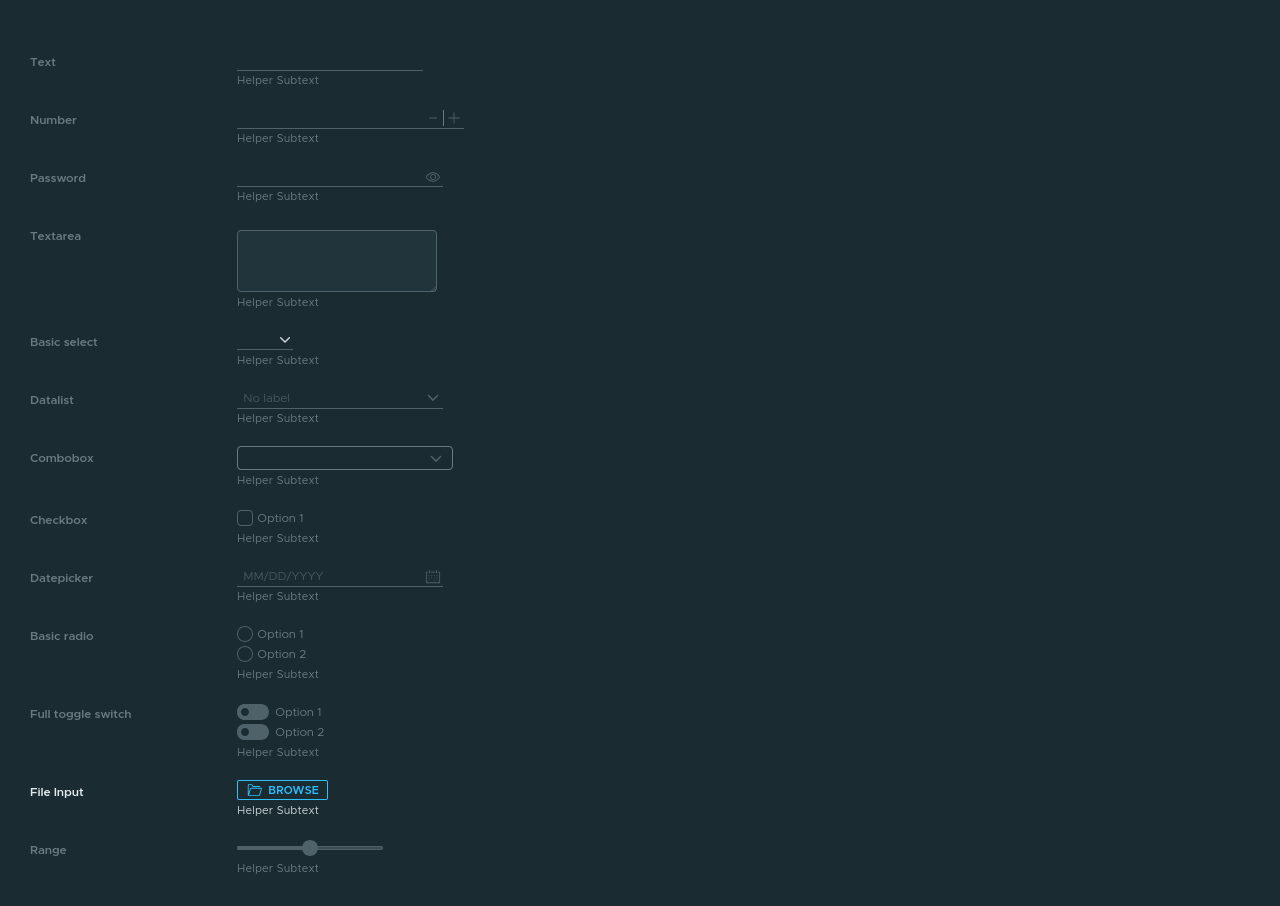 Text
Helper Subtext
Number
Helper Subtext
Password
Helper Subtext
Textarea
Helper Subtext
Basic select
Helper Subtext
Datalist
No label
Helper Subtext
Combobox
Helper Subtext
Checkbox
Option 1
Helper Subtext
Datepicker
MM/DD/YYYY
Helper Subtext
Basic radio
Option 1
Option 2
Helper Subtext
Full toggle switch
Option 1
Option 2
Helper Subtext
File Input
BROWSE
Helper Subtext
Range
Helper Subtext